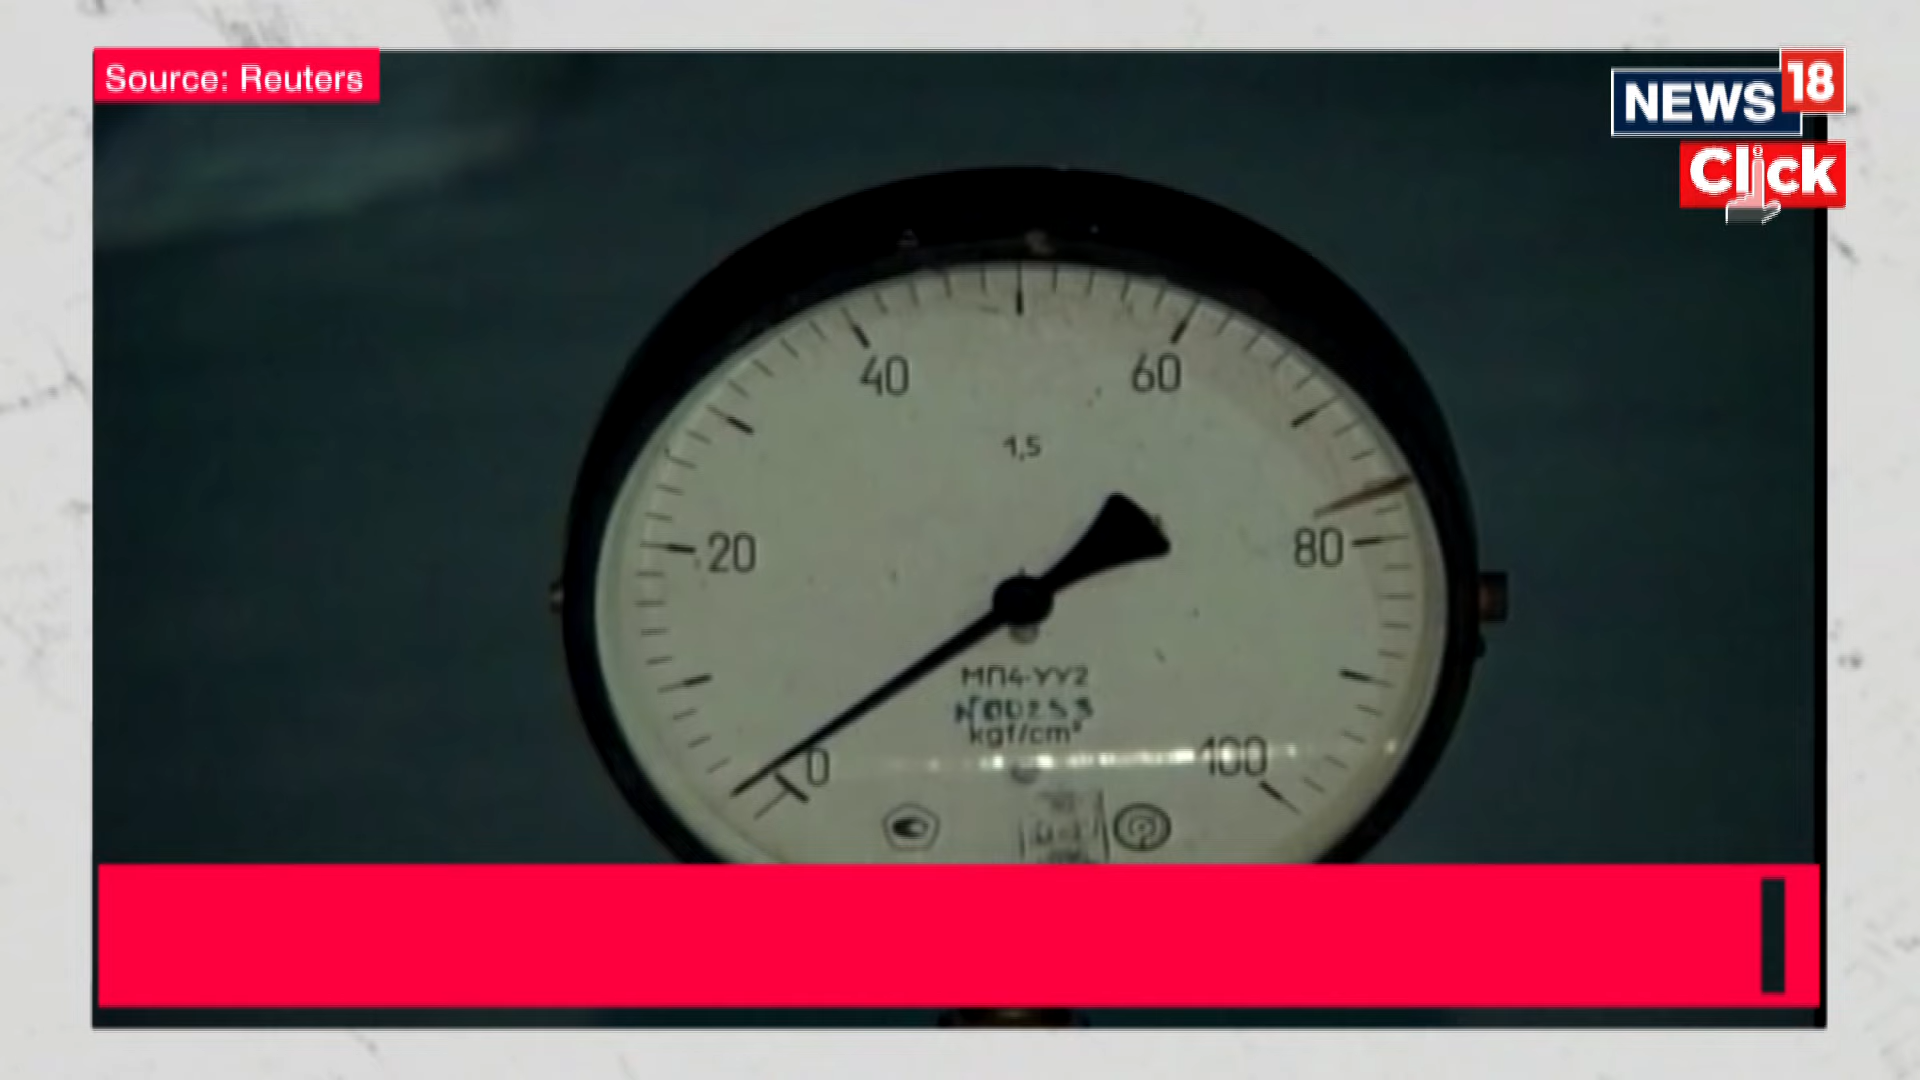 Source: Reuters
NEWS 18
Click
40
60
1,5
20
80
МП4-УУ2
kgf/cm²
0
100